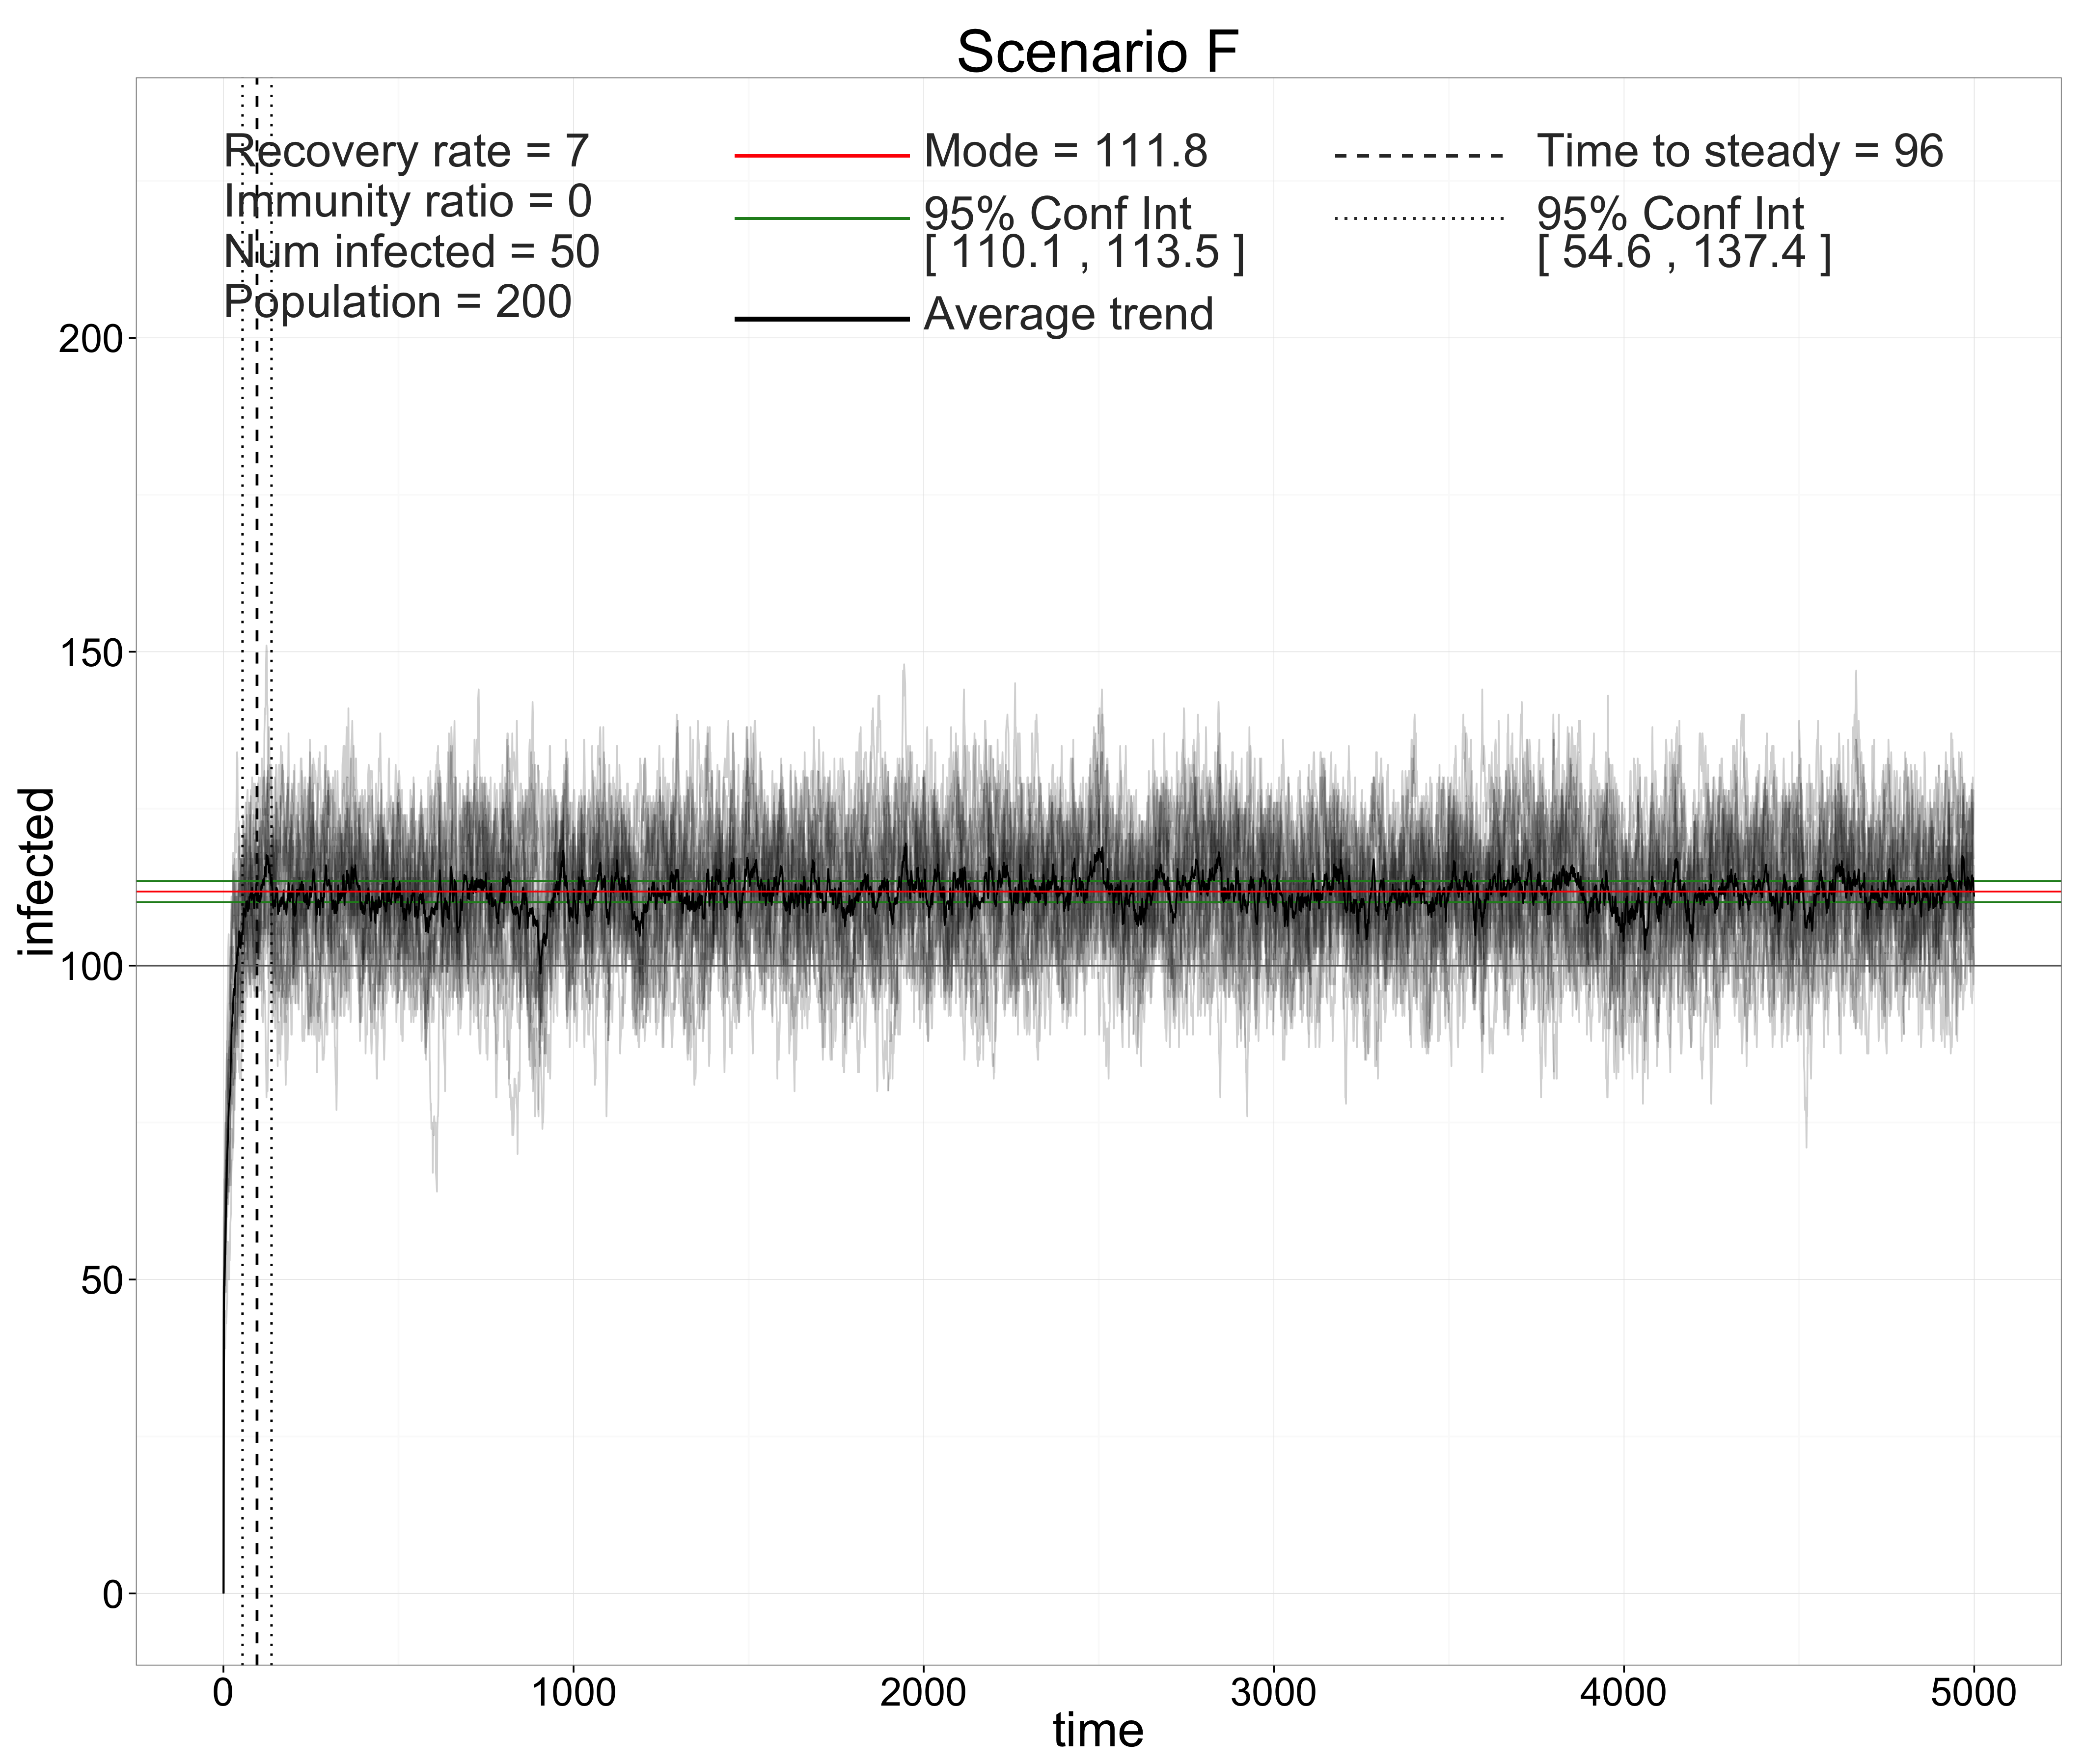 Scenario F
Recovery rate = 7
Immunity ratio = 0
Num infected = 50
Population = 200
Mode = 111.8
95% Conf Int
[ 110.1 , 113.5 ]
Average trend
Time to steady = 96
95% Conf Int
[ 54.6 , 137.4 ]
infected
200
150
100
50
0
0 1000 2000 3000 4000 5000
time